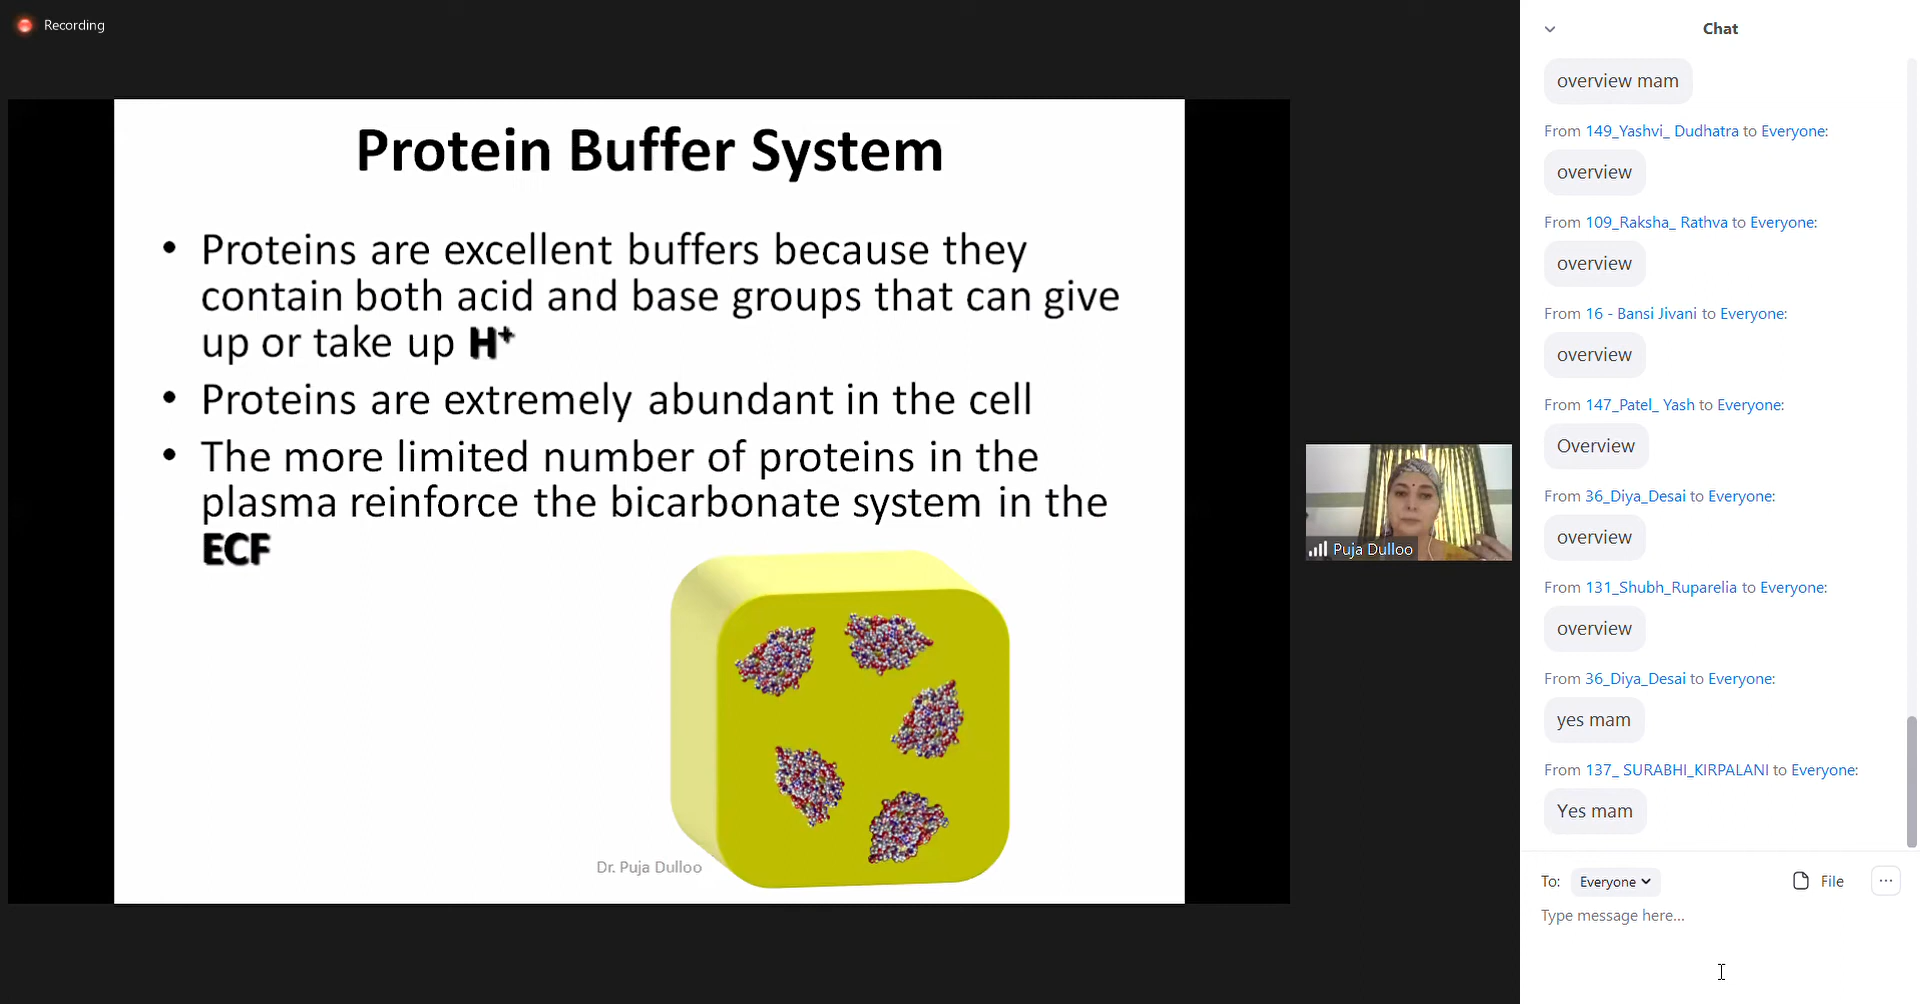 Recording
Protein Buffer System
• Proteins are excellent buffers because they
contain both acid and base groups that can give
up or take up H⁺
• Proteins are extremely abundant in the cell
• The more limited number of proteins in the
plasma reinforce the bicarbonate system in the
ECF
Dr. Puja Dulloo
Puja Dulloo
Chat
overview mam
From 149_Yashvi_ Dudhatra to Everyone:
overview
From 109_Raksha_ Rathva to Everyone:
overview
From 16 - Bansi Jivani to Everyone:
overview
From 147_Patel_ Yash to Everyone:
Overview
From 36_Diya_Desai to Everyone:
overview
From 131_Shubh_Ruparelia to Everyone:
overview
From 36_Diya_Desai to Everyone:
yes mam
From 137_ SURABHI_KIRPALANI to Everyone:
Yes mam
To: Everyone File ...
Type message here...